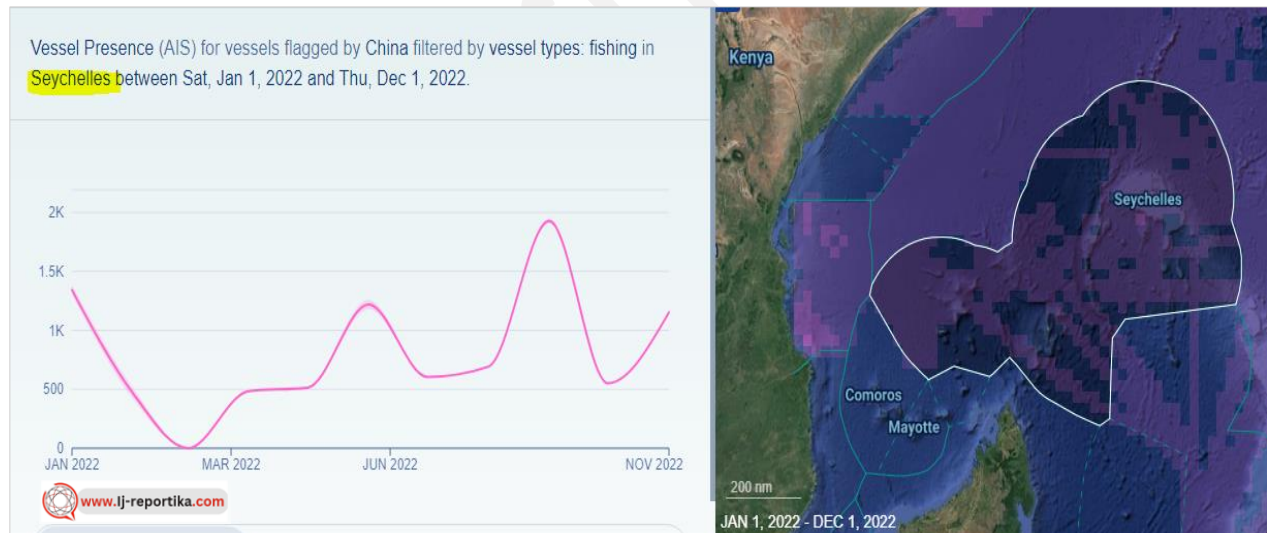 Vessel Presence (AIS) for vessels flagged by China filtered by vessel types: fishing in
Seychelles between Sat, Jan 1, 2022 and Thu, Dec 1, 2022.
2K
1.5K
1K
500
0
JAN 2022
MAR 2022
JUN 2022
NOV 2022
www.lj-reportika.com
Kenya
Seychelles
Comoros
Mayotte
200 nm
JAN 1, 2022 - DEC 1, 2022